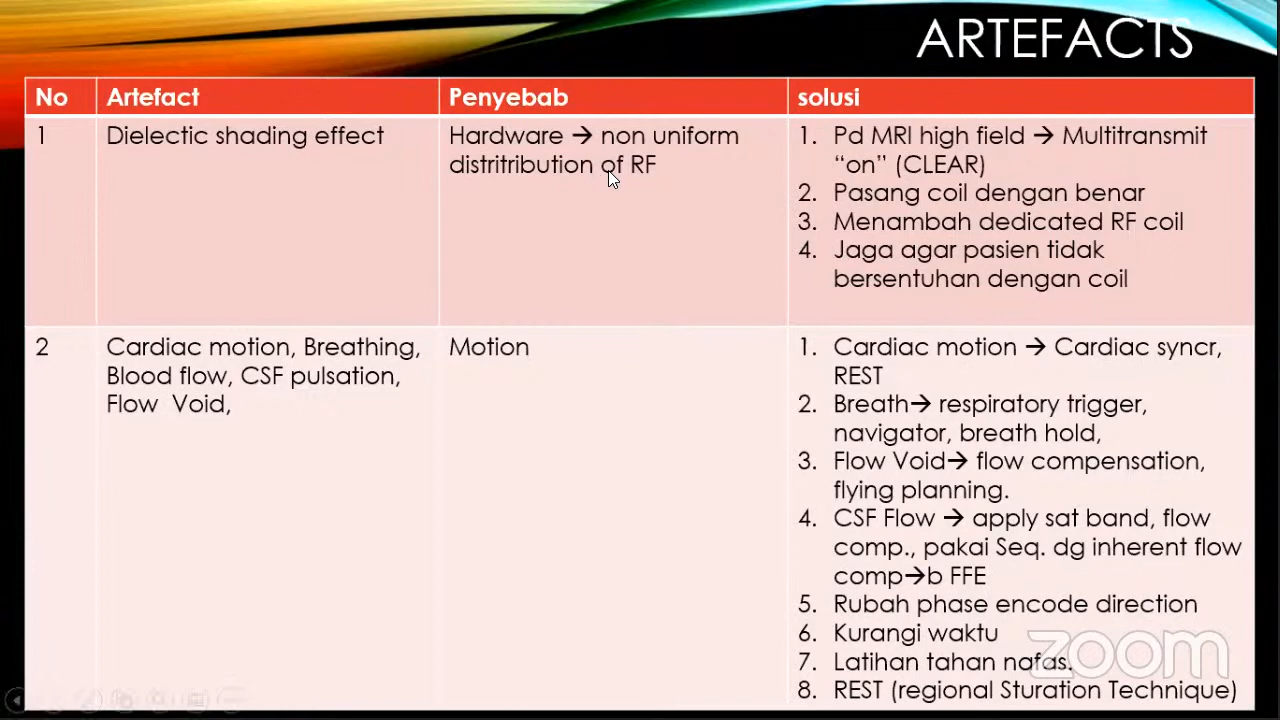 ARTEFACTS
No Artefact Penyebab solusi
1 Dielectic shading effect Hardware → non uniform
distritribution of RF
1. Pd MRI high field → Multitransmit
“on” (CLEAR)
2. Pasang coil dengan benar
3. Menambah dedicated RF coil
4. Jaga agar pasien tidak
bersentuhan dengan coil
2 Cardiac motion, Breathing,
Blood flow, CSF pulsation,
Flow Void,
Motion
1. Cardiac motion → Cardiac syncr,
REST
2. Breath→ respiratory trigger,
navigator, breath hold,
3. Flow Void→ flow compensation,
flying planning.
4. CSF Flow → apply sat band, flow
comp., pakai Seq. dg inherent flow
comp→b FFE
5. Rubah phase encode direction
6. Kurangi waktu
7. Latihan tahan nafas.
8. REST (regional Sturation Technique)
zoom